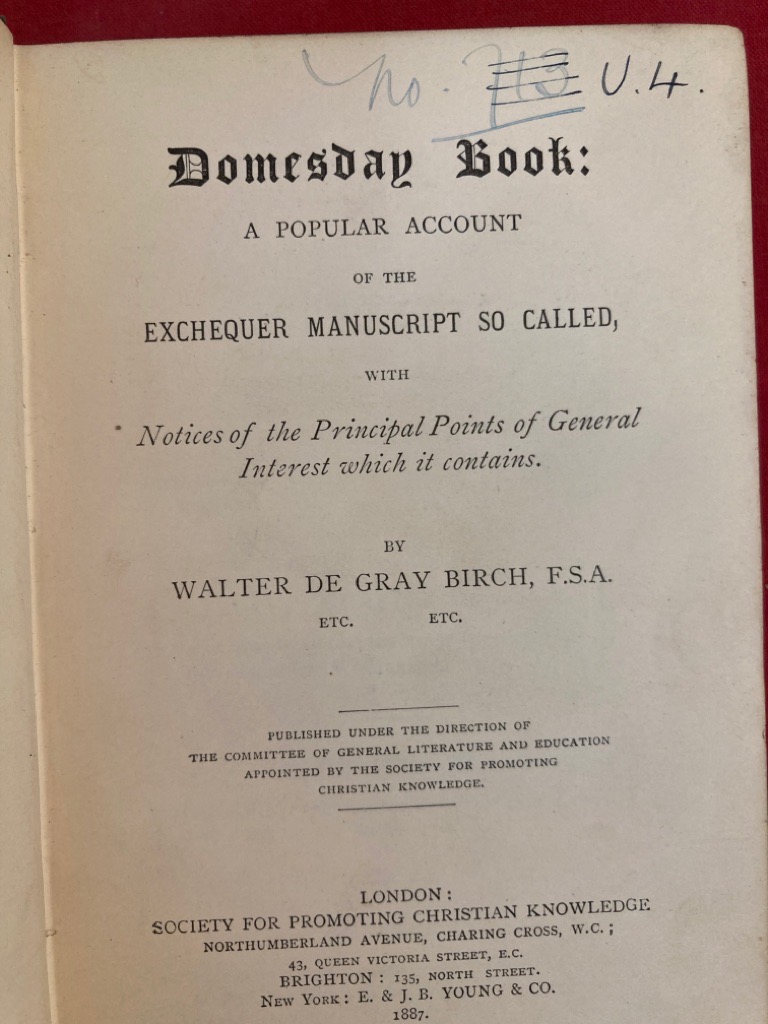 no. 713 U.4.
Domesday Book:
A POPULAR ACCOUNT
OF THE
EXCHEQUER MANUSCRIPT SO CALLED,
WITH
Notices of the Principal Points of General
Interest which it contains.
BY
WALTER DE GRAY BIRCH, F.S.A.
ETC. ETC.
PUBLISHED UNDER THE DIRECTION OF
THE COMMITTEE OF GENERAL LITERATURE AND EDUCATION
APPOINTED BY THE SOCIETY FOR PROMOTING
CHRISTIAN KNOWLEDGE.
LONDON:
SOCIETY FOR PROMOTING CHRISTIAN KNOWLEDGE
NORTHUMBERLAND AVENUE, CHARING CROSS, W.C.;
43, QUEEN VICTORIA STREET, E.C.
BRIGHTON: 135, NORTH STREET.
NEW YORK: E. & J. B. YOUNG & CO.
1887.